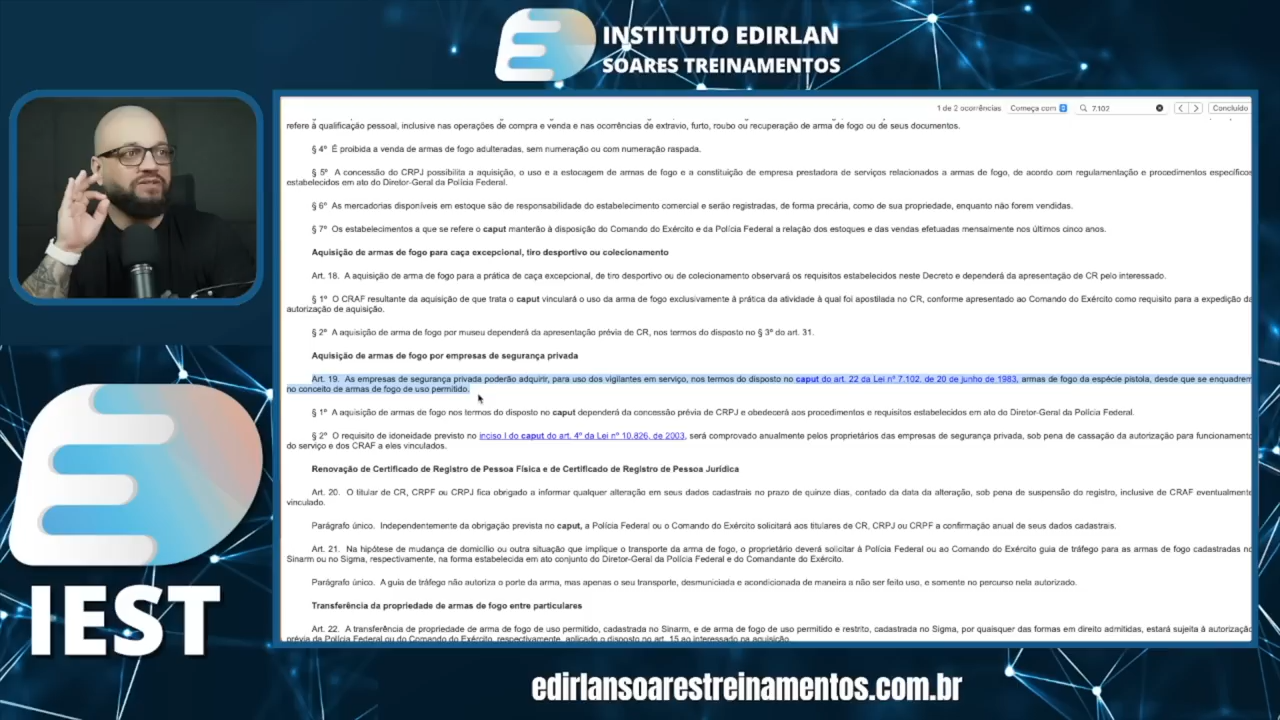 INSTITUTO EDIRLAN
SOARES TREINAMENTOS
1 de 2 ocorrências Começa com 7.102 Concluído
refere à qualificação pessoal, inclusive nas operações de compra e venda e nas ocorrências de extravio, furto, roubo ou recuperação de arma de fogo ou de seus documentos.
§ 4º É proibida a venda de armas de fogo adulteradas, sem numeração ou com numeração raspada.
§ 5º A concessão do CRPJ possibilita a aquisição, o uso e a estocagem de armas de fogo e a constituição de empresa prestadora de serviços relacionados a armas de fogo, de acordo com regulamentação e procedimentos específicos
estabelecidos em ato do Diretor-Geral da Polícia Federal.
§ 6º As mercadorias disponíveis em estoque são de responsabilidade do estabelecimento comercial e serão registradas, de forma precária, como de sua propriedade, enquanto não forem vendidas.
§ 7º Os estabelecimentos a que se refere o caput manterão à disposição do Comando do Exército e da Polícia Federal a relação dos estoques e das vendas efetuadas mensalmente nos últimos cinco anos.
Aquisição de armas de fogo para caça excepcional, tiro desportivo ou colecionamento
Art. 18. A aquisição de arma de fogo para a prática de caça excepcional, de tiro desportivo ou de colecionamento observará os requisitos estabelecidos neste Decreto e dependerá da apresentação de CR pelo interessado.
§ 1º O CRAF resultante da aquisição de que trata o caput vinculará o uso da arma de fogo exclusivamente à prática da atividade à qual foi apostilada no CR, conforme apresentado ao Comando do Exército como requisito para a expedição da
autorização de aquisição.
§ 2º A aquisição de arma de fogo por museu dependerá da apresentação prévia de CR, nos termos do disposto no § 3º do art. 31.
Aquisição de armas de fogo por empresas de segurança privada
Art. 19. As empresas de segurança privada poderão adquirir, para uso dos vigilantes em serviço, nos termos do disposto no caput do art. 22 da Lei nº 7.102, de 20 de junho de 1983, armas de fogo da espécie pistola, desde que se enquadrem
no conceito de armas de fogo de uso permitido.
§ 1º A aquisição de armas de fogo nos termos do disposto no caput dependerá da concessão prévia de CRPJ e obedecerá aos procedimentos e requisitos estabelecidos em ato do Diretor-Geral da Polícia Federal.
§ 2º O requisito de idoneidade previsto no inciso I do caput do art. 4º da Lei nº 10.826, de 2003, será comprovado anualmente pelos proprietários das empresas de segurança privada, sob pena de cassação da autorização para funcionamento
do serviço e dos CRAF a eles vinculados.
Renovação de Certificado de Registro de Pessoa Física e de Certificado de Registro de Pessoa Jurídica
Art. 20. O titular de CR, CRPF ou CRPJ fica obrigado a informar qualquer alteração em seus dados cadastrais no prazo de quinze dias, contado da data da alteração, sob pena de suspensão do registro, inclusive de CRAF eventualmente
vinculado.
Parágrafo único. Independentemente da obrigação prevista no caput, a Polícia Federal ou o Comando do Exército solicitará aos titulares de CR, CRPJ ou CRPF a confirmação anual de seus dados cadastrais.
Art. 21. Na hipótese de mudança de domicílio ou outra situação que implique o transporte da arma de fogo, o proprietário deverá solicitar à Polícia Federal ou ao Comando do Exército guia de tráfego para as armas de fogo cadastradas no
Sinarm ou no Sigma, respectivamente, na forma estabelecida em ato conjunto do Diretor-Geral da Polícia Federal e do Comandante do Exército.
Parágrafo único. A guia de tráfego não autoriza o porte da arma, mas apenas o seu transporte, desmuniciada e acondicionada de maneira a não ser feito uso, e somente no percurso nela autorizado.
Transferência da propriedade de armas de fogo entre particulares
Art. 22. A transferência de propriedade de arma de fogo de uso permitido, cadastrada no Sinarm, e de arma de fogo de uso permitido e restrito, cadastrada no Sigma, por quaisquer das formas em direito admitidas, estará sujeita à autorização
prévia da Polícia Federal ou do Comando do Exército, respectivamente, aplicado o disposto no art. 15 ao interessado na aquisição.
IEST
edirlansoarestreinamentos.com.br